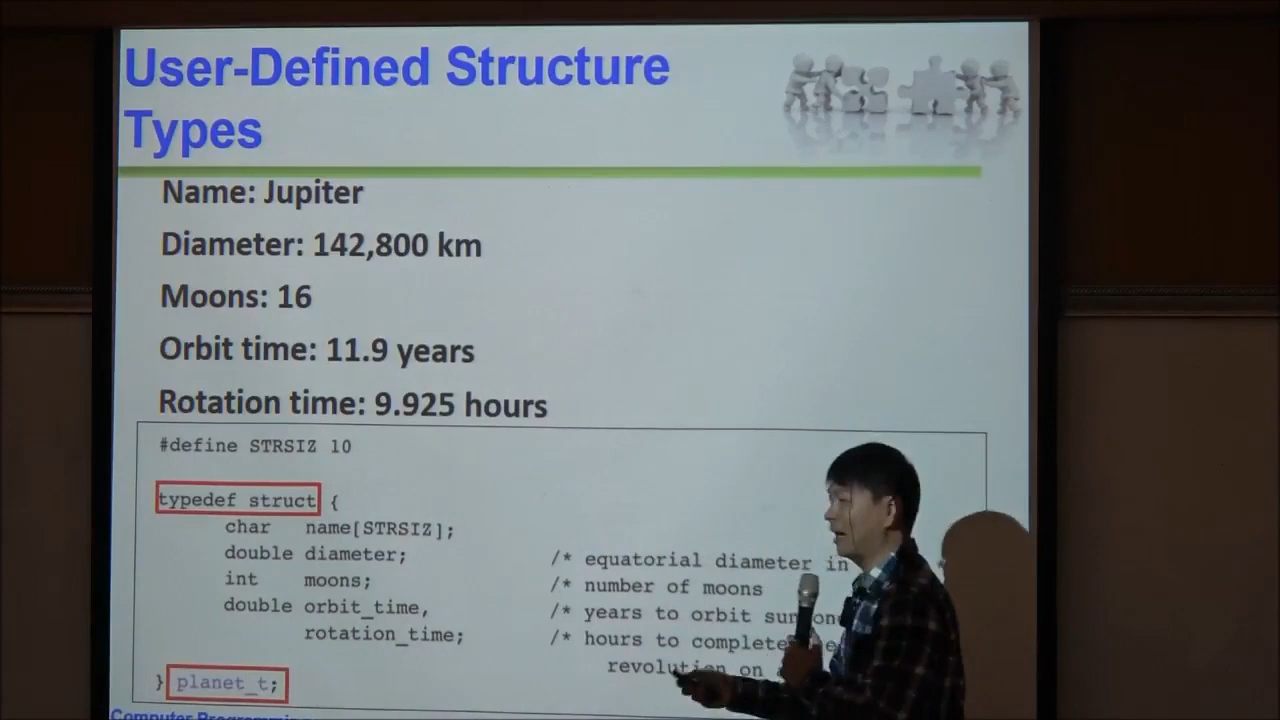 User-Defined Structure
Types
Name: Jupiter
Diameter: 142,800 km
Moons: 16
Orbit time: 11.9 years
Rotation time: 9.925 hours
#define STRSIZ 10
typedef struct {
char name[STRSIZ];
double diameter; /* equatorial diameter in
int moons; /* number of moons
double orbit_time, /* years to orbit sun
rotation_time; /* hours to complete
revolution on
} planet_t;
Computer Programming